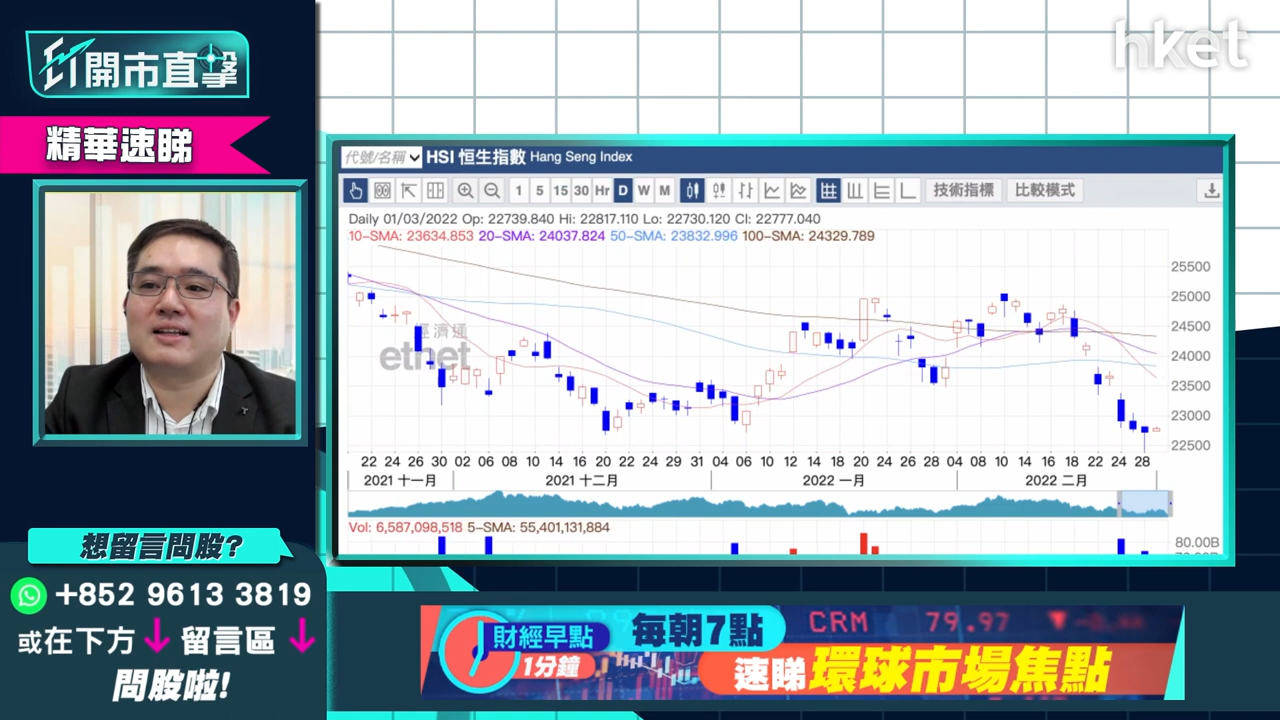 hket
ET開市直擊
精華速睇
代號/名稱 HSI 恒生指數 Hang Seng Index
1 5 15 30 Hr D W M 技術指標 比較模式
Daily 01/03/2022 Op: 22739.840 Hi: 22817.110 Lo: 22730.120 Cl: 22777.040
10-SMA: 23634.853 20-SMA: 24037.824 50-SMA: 23832.996 100-SMA: 24329.789
25500
25000
24500
24000
23500
23000
22500
經濟通
etnet
22 24 26 30 02 06 08 10 14 16 20 22 24 29 31 04 06 10 12 14 18 20 24 26 28 04 08 10 14 16 18 22 24 28
2021 十一月 2021 十二月 2022 一月 2022 二月
Vol: 6,587,098,518 5-SMA: 55,401,131,884
80.00B
想留言問股?
+852 9613 3819
或在下方 留言區
問股啦!
財經早點
1分鐘
每朝7點
速睇環球市場焦點
CRM 79.97